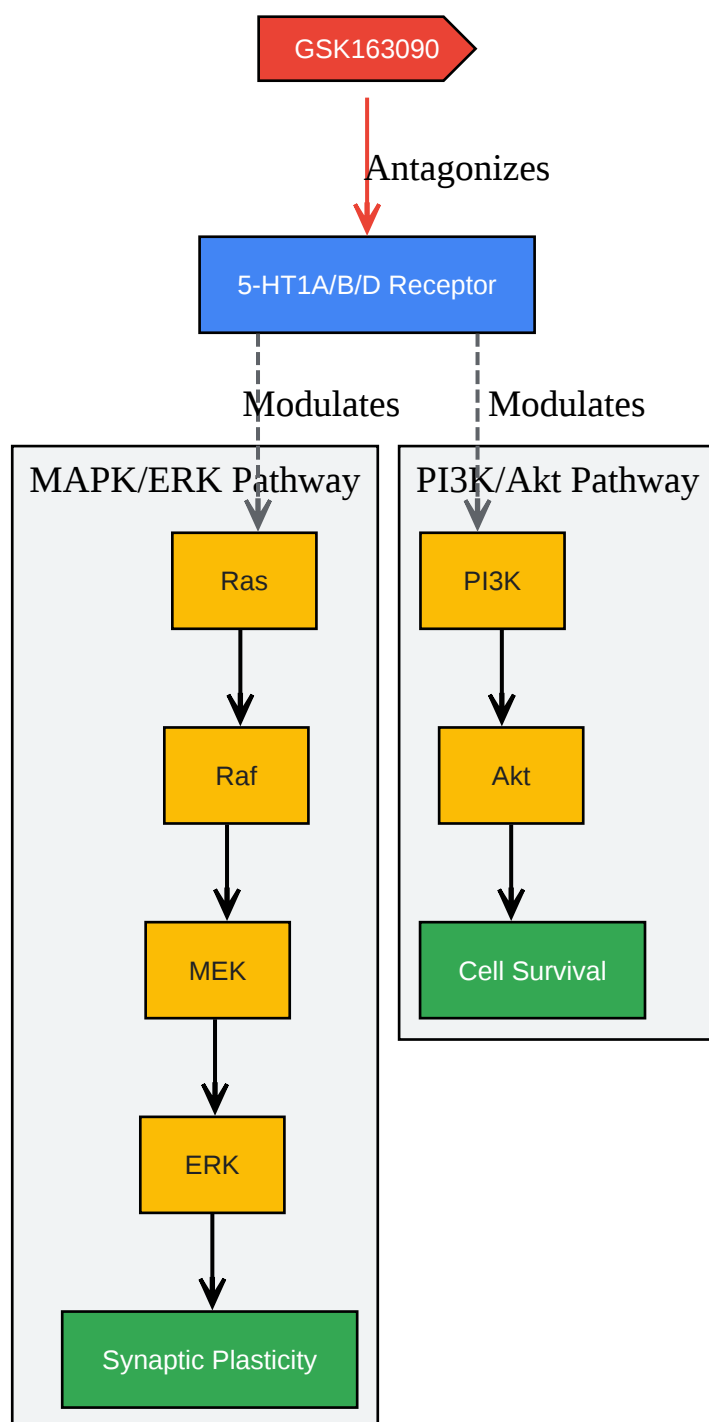 GSK163090
Antagonizes
5-HT1A/B/D Receptor
Modulates
Modulates
MAPK/ERK Pathway
PI3K/Akt Pathway
Ras
PI3K
Raf
Akt
MEK
Cell Survival
ERK
Synaptic Plasticity